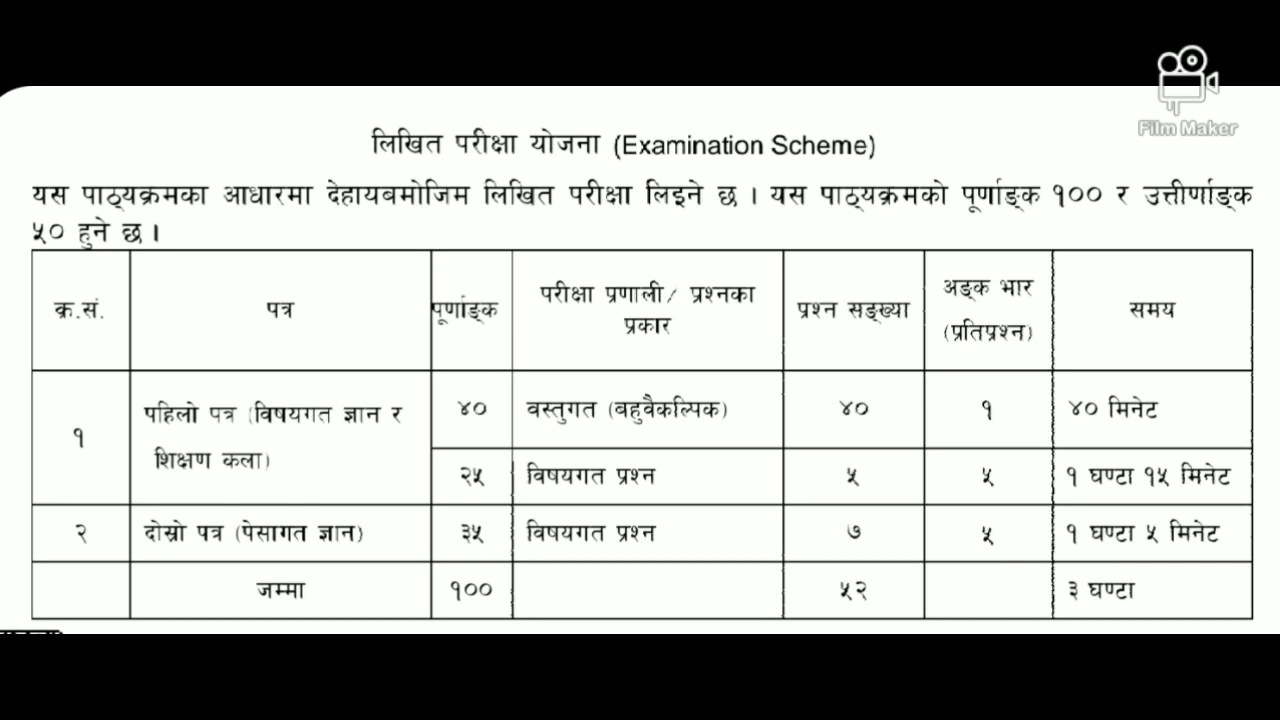 Film Maker
लिखित परीक्षा योजना (Examination Scheme)
यस पाठ्यक्रमका आधारमा देहायबमोजिम लिखित परीक्षा लिइने छ । यस पाठ्यक्रमको पूर्णाङ्क १०० र उत्तीर्णाङ्क
५० हुने छ ।
क्र.सं. पत्र पूर्णाङ्क परीक्षा प्रणाली/ प्रश्नका प्रकार प्रश्न सङ्ख्या अङ्क भार (प्रतिप्रश्न) समय
१ पहिलो पत्र (विषयगत ज्ञान र शिक्षण कला) ४० वस्तुगत (बहुवैकल्पिक) ४० १ ४० मिनेट
२५ विषयगत प्रश्न ५ ५ १ घण्टा १५ मिनेट
२ दोस्रो पत्र (पेसागत ज्ञान) ३५ विषयगत प्रश्न ७ ५ १ घण्टा ५ मिनेट
जम्मा १०० ५२ ३ घण्टा